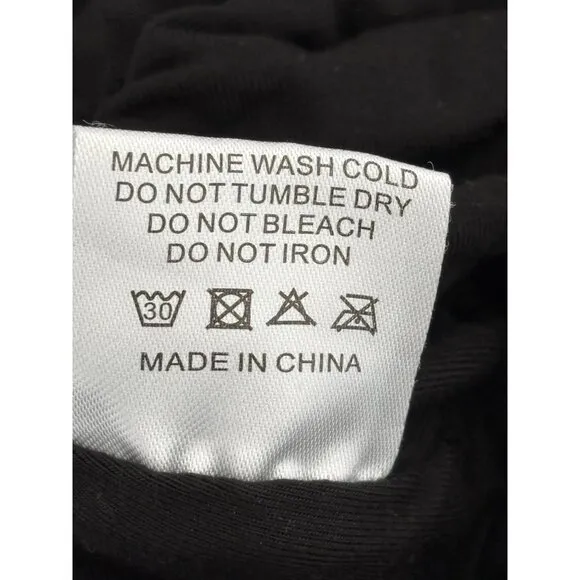 MACHINE WASH COLD
DO NOT TUMBLE DRY
DO NOT BLEACH
DO NOT IRON
30
MADE IN CHINA